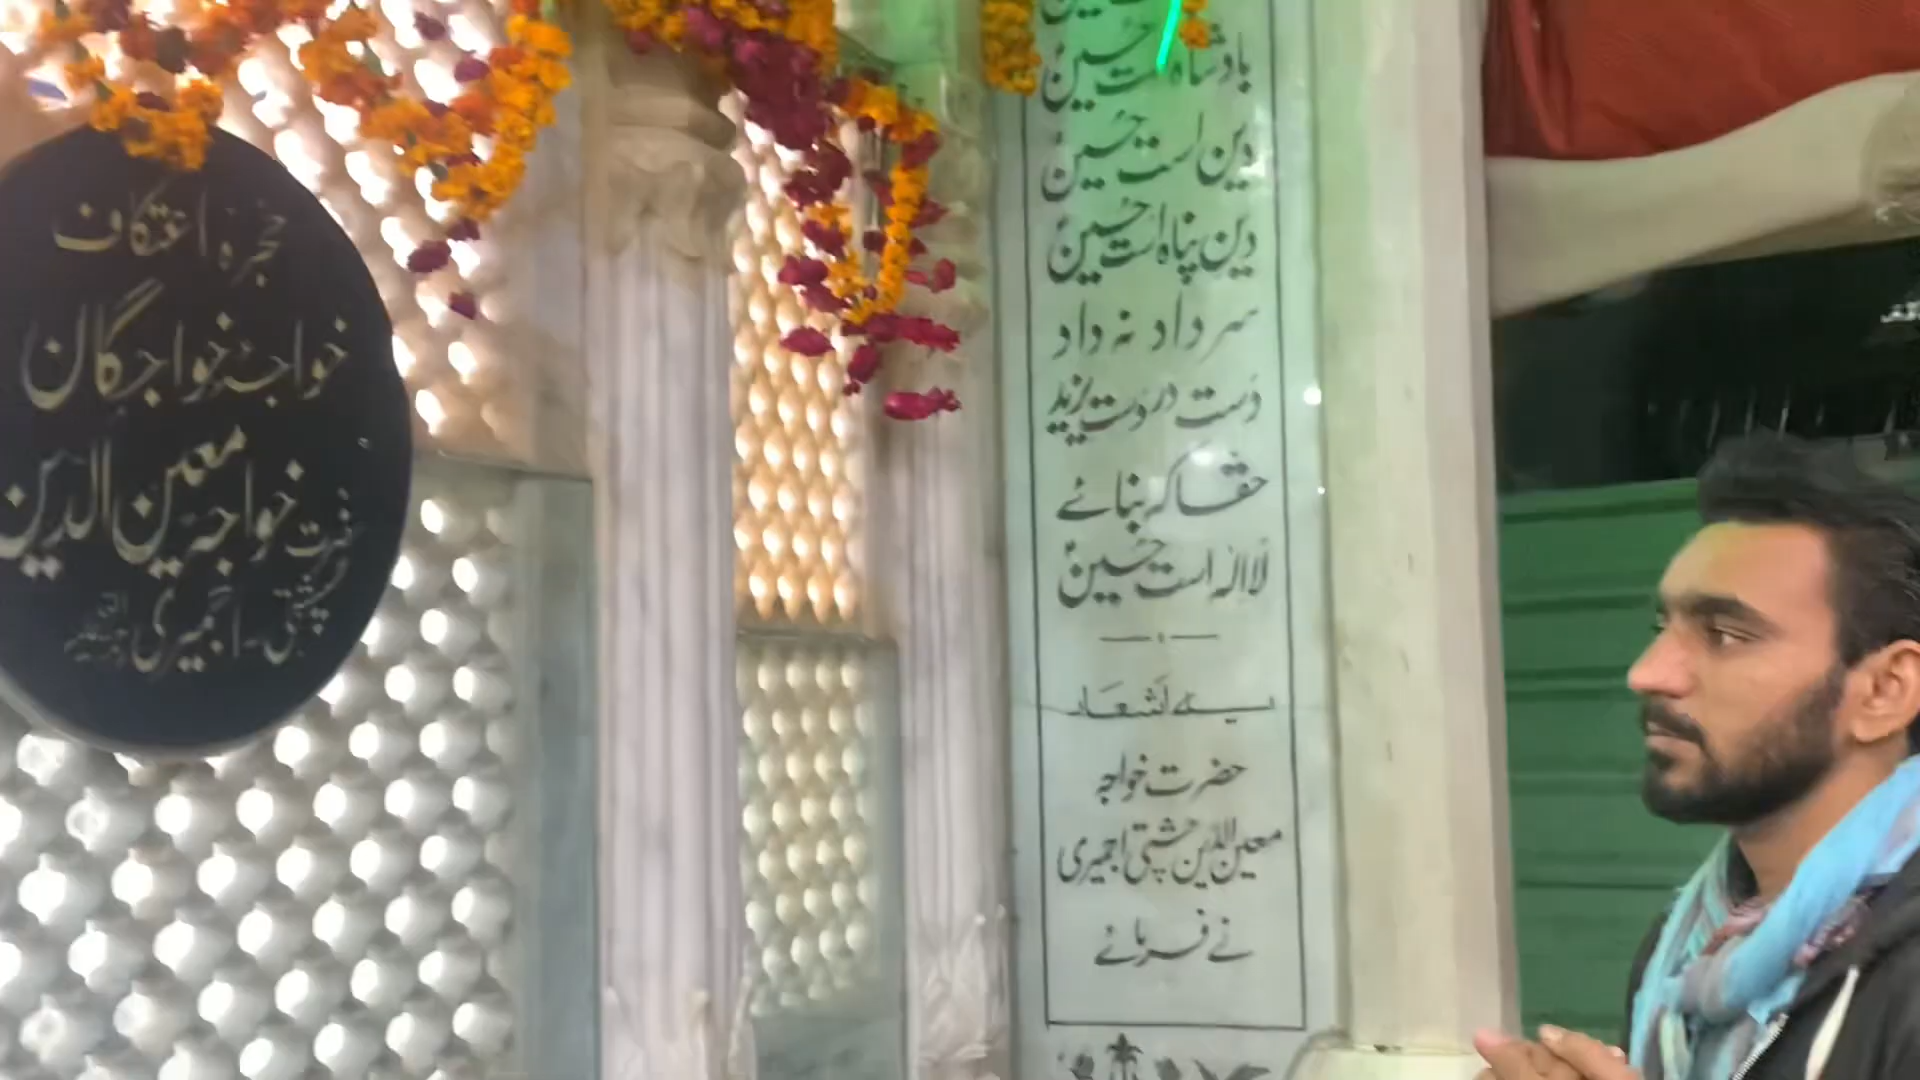 حجرۂ اعتکاف
خواجۂ خواجگان
حضرت خواجہ معین الدین
چشتی۔ اجمیری
بادشاہ است حسینؑ
دین است حسینؑ
دین پناہ است حسینؑ
سر داد نہ داد
دست در دست یزید
حقا کہ بنائے
لا الہ است حسینؑ
یہ اشعار
حضرت خواجہ
معین الدین چشتی اجمیری
نے فرمائے